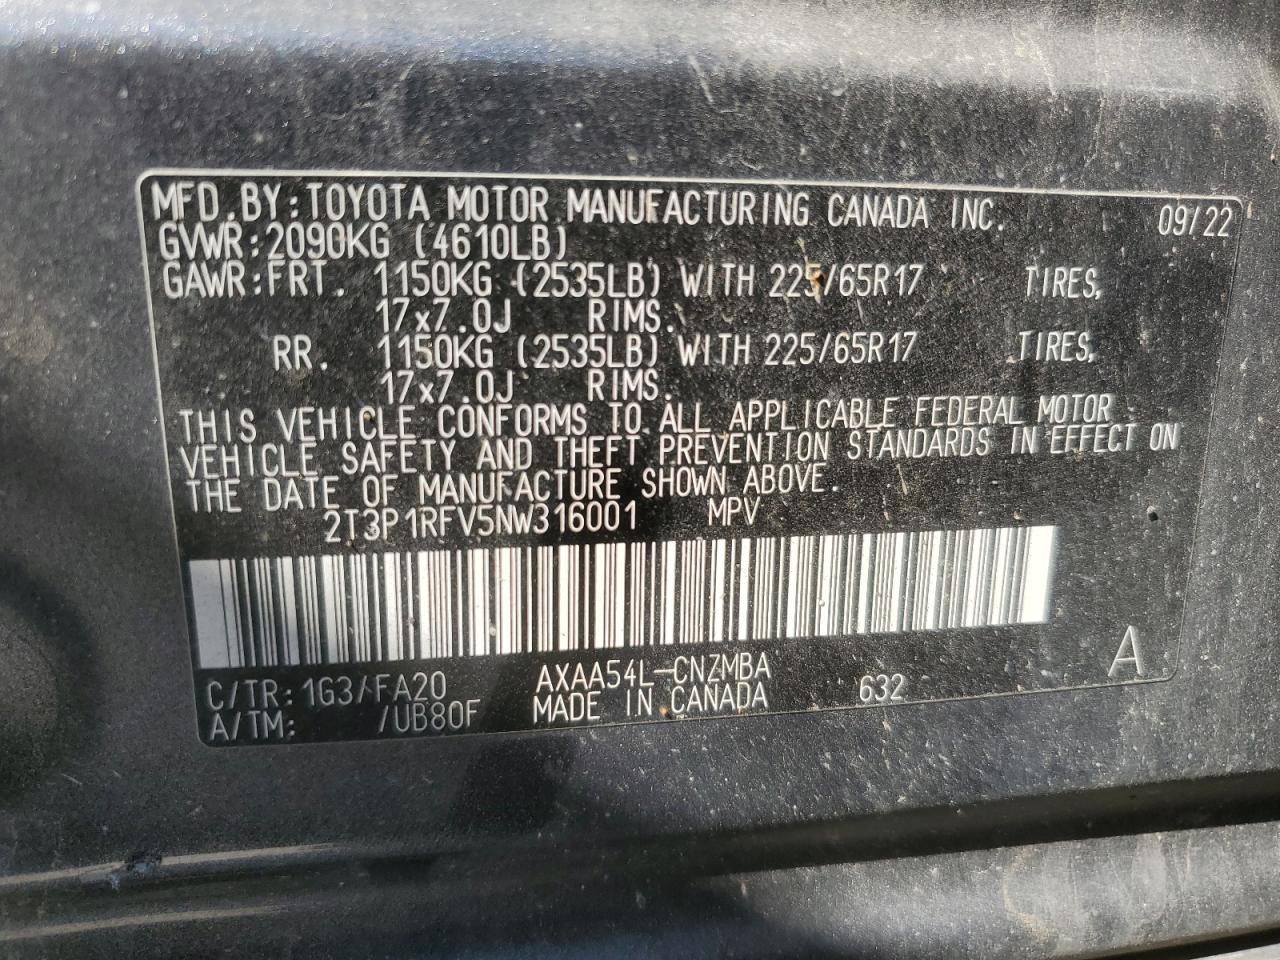 MFD.BY:TOYOTA MOTOR MANUFACTURING CANADA INC. 09/22
GVWR:2090KG (4610LB)
GAWR:FRT. 1150KG (2535LB) WITH 225/65R17 TIRES,
17x7.0J RIMS.
RR. 1150KG (2535LB) WITH 225/65R17 TIRES,
17x7.0J RIMS.
THIS VEHICLE CONFORMS TO ALL APPLICABLE FEDERAL MOTOR
VEHICLE SAFETY AND THEFT PREVENTION STANDARDS IN EFFECT ON
THE DATE OF MANUFACTURE SHOWN ABOVE.
2T3P1RFV5NW316001 MPV
C/TR: 1G3/FA20 AXAA54L-CNZMBA 632 A
A/TM: /UB80F MADE IN CANADA